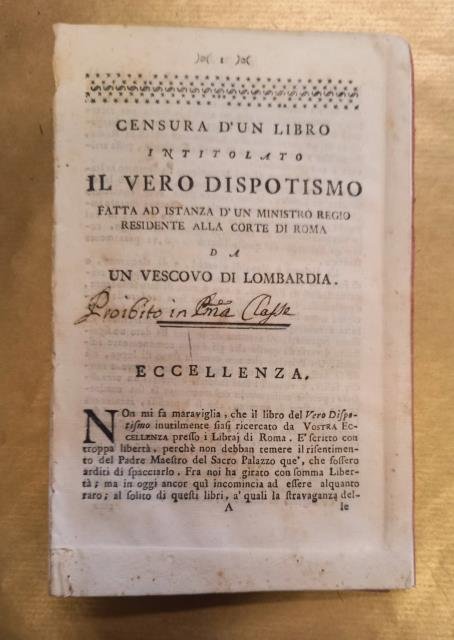 )o( I )o(
CENSURA D'UN LIBRO
INTITOLATO
IL VERO DISPOTISMO
FATTA AD ISTANZA D'UN MINISTRO REGIO
RESIDENTE ALLA CORTE DI ROMA
DA
UN VESCOVO DI LOMBARDIA.
Proibito in Pma Classe
ECCELLENZA.
NOn mi fa maraviglia, che il libro del Vero Dispo-
tismo inutilmente siasi ricercato da VOSTRA EC-
CELLENZA presso i Libraj di Roma. E' scritto con
troppa libertà, perchè non debban temere il risentimen-
to del Padre Maestro del Sacro Palazzo que', che fossero
arditi di spacciarlo. Fra noi ha girato con somma Liber-
tà; ma in oggi ancor quì incomincia ad essere alquanto
raro; al solito di questi libri, a' quali la stravaganza del-
A le